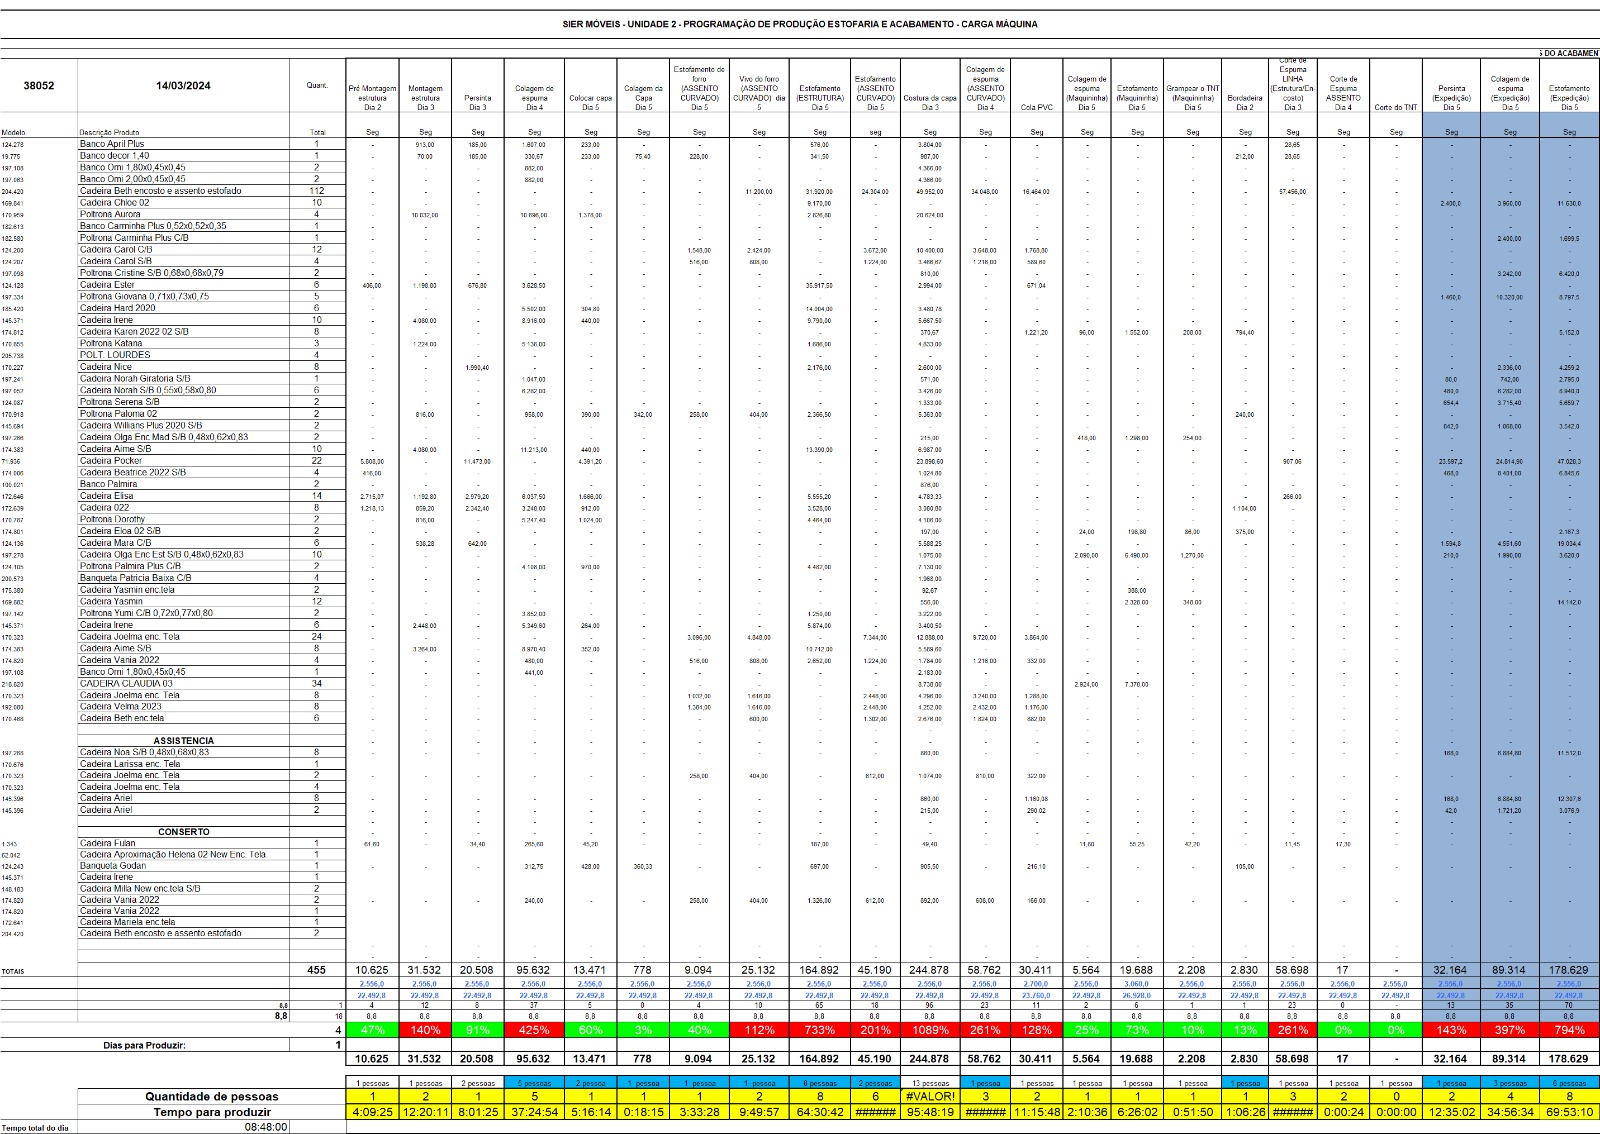 SIER MÓVEIS - UNIDADE 2 - PROGRAMAÇÃO DE PRODUÇÃO ESTOFARIA E ACABAMENTO - CARGA MÁQUINA
S DO ACABAMEN
38052 14/03/2024 Quant. Pré Montagem estrutura Dia 2 Montagem estrutura Dia 3 Persinta Dia 3 Colagem de espuma Dia 4 Colocar capa Dia 5 Colagem da Capa Dia 5 Estofamento de forro (ASSENTO CURVADO) Dia 5 Vivo do forro (ASSENTO CURVADO) dia 5 Estofamento (ESTRUTURA) Dia 5 Estofamento (ASSENTO CURVADO) Dia 5 Costura da capa Dia 3 Colagem de espuma (ASSENTO CURVADO) Dia 4 Cola PVC Colagem de espuma (Maquininha) Dia 5 Estofamento (Maquininha) Dia 5 Grampear o TNT (Maquininha) Dia 5 Bordadeira Dia 2 Corte de Espuma LINHA (Estrutura/En-costo) Dia 3 Corte de Espuma ASSENTO Dia 4 Corte do TNT Persinta (Expedição) Dia 5 Colagem de espuma (Expedição) Dia 5 Estofamento (Expedição) Dia 5
Modelo Descrição Produto Total Seg Seg Seg Seg Seg Seg Seg Seg Seg seg Seg Seg Seg Seg Seg Seg Seg Seg Seg Seg Seg Seg Seg
124.278 Banco April Plus 1 - 913,00 185,00 1.607,00 233,00 - - - 576,00 - 3.804,00 - - - - - - 28,65 - - - - -
19.775 Banco decor 1,40 1 - 70,00 185,00 330,67 233,00 75,40 228,00 - 341,50 - 987,00 - - - - - 212,00 28,65 - - - - -
197.108 Banco Omi 1,80x0,45x0,45 2 - - - 882,00 - - - - - - 4.366,00 - - - - - - - - - - - -
197.063 Banco Omi 2,00x0,45x0,45 2 - - - 882,00 - - - - - - 4.366,00 - - - - - - - - - - - -
204.420 Cadeira Beth encosto e assento estofado 112 - - - - - - - 11.200,00 31.920,00 24.304,00 49.952,00 34.048,00 16.464,00 - - - - 57.456,00 - - - - -
169.841 Cadeira Chloe 02 10 - - - - - - - - 9.170,00 - - - - - - - - - - - 2.400,0 3.960,00 11.630,0
170.959 Poltrona Aurora 4 - 10.032,00 - 10.696,00 1.378,00 - - - 2.826,80 - 20.624,00 - - - - - - - - - - - -
182.613 Banco Carminha Plus 0,52x0,52x0,35 1 - - - - - - - - - - - - - - - - - - - - - - -
182.580 Poltrona Carminha Plus C/B 1 - - - - - - - - - - - - - - - - - - - - - 2.400,00 1.699,5
124.200 Cadeira Carol C/B 12 - - - - - - 1.548,00 2.424,00 - 3.672,00 10.400,00 3.648,00 1.768,80 - - - - - - - - - -
124.207 Cadeira Carol S/B 4 - - - - - - 516,00 808,00 - 1.224,00 3.466,67 1.216,00 589,60 - - - - - - - - - -
197.098 Poltrona Cristine S/B 0,68x0,68x0,79 2 - - - - - - - - - - 810,00 - - - - - - - - - - 3.242,00 6.420,0
124.128 Cadeira Ester 6 406,00 1.198,80 676,80 3.628,50 - - - - 35.917,50 - 2.994,00 - 671,04 - - - - - - - - - -
197.334 Poltrona Giovana 0,71x0,73x0,75 5 - - - - - - - - - - - - - - - - - - - - 1.460,0 10.320,00 8.797,5
185.420 Cadeira Hard 2020 6 - - - 5.502,00 304,80 - - - 14.004,00 - 3.480,78 - - - - - - - - - - - -
145.371 Cadeira Irene 10 - 4.080,00 - 8.916,00 440,00 - - - 9.790,00 - 5.667,50 - - - - - - - - - - - -
174.812 Cadeira Karen 2022 02 S/B 8 - - - - - - - - - - 370,67 - 1.221,20 96,00 1.552,00 208,00 794,40 - - - - - 5.152,0
170.855 Poltrona Katana 3 - 1.224,00 - 5.136,00 - - - - 1.686,00 - 4.833,00 - - - - - - - - - - - -
205.738 POLT. LOURDES 4 - - - - - - - - - - - - - - - - - - - - - - -
170.227 Cadeira Nice 8 - - 1.990,40 - - - - - 2.176,00 - 2.600,00 - - - - - - - - - - 2.336,00 4.259,2
197.241 Cadeira Norah Giratoria S/B 1 - - - 1.047,00 - - - - - - 571,00 - - - - - - - - - 80,0 742,00 2.795,0
197.052 Cadeira Norah S/B 0,55x0,58x0,80 6 - - - 6.282,00 - - - - - - 3.426,00 - - - - - - - - - 480,0 6.282,00 6.940,0
124.087 Poltrona Serena S/B 2 - - - - - - - - - - 1.333,00 - - - - - - - - - 654,4 3.715,40 5.659,7
170.918 Poltrona Paloma 02 2 - 816,00 - 958,00 390,00 342,00 258,00 404,00 2.366,50 - 5.363,00 - - - - - 240,00 - - - - - -
145.694 Cadeira Willians Plus 2020 S/B 2 - - - - - - - - - - - - - - - - - - - - 842,0 1.068,00 3.542,0
197.286 Cadeira Olga Enc Mad S/B 0,48x0,62x0,83 2 - - - - - - - - - - 215,00 - - 418,00 1.298,00 254,00 - - - - - - -
174.383 Cadeira Aime S/B 10 - 4.080,00 - 11.213,00 440,00 - - - 13.390,00 - 6.987,00 - - - - - - - - - - - -
71.936 Cadeira Pocker 22 5.808,00 - 11.473,00 - 4.391,20 - - - - - 23.898,60 - - - - - - 907,06 - - 23.597,2 24.814,90 47.028,3
174.006 Cadeira Beatrice 2022 S/B 4 416,00 - - - - - - - - - 1.024,80 - - - - - - - - - 468,0 8.401,00 6.845,6
100.021 Banco Palmira 2 - - - - - - - - - - 876,00 - - - - - - - - - - - -
172.646 Cadeira Elisa 14 2.715,07 1.192,80 2.979,20 6.037,50 1.666,00 - - - 5.555,20 - 4.783,33 - - - - - - 266,00 - - - - -
172.639 Cadeira 022 8 1.218,13 859,20 2.342,40 3.248,00 912,00 - - - 3.528,00 - 3.080,80 - - - - - 1.104,00 - - - - - -
170.787 Poltrona Dorothy 2 - 816,00 - 5.247,40 1.024,00 - - - 4.464,00 - 4.106,00 - - - - - - - - - - - -
174.801 Cadeira Eloa 02 S/B 2 - - - - - - - - - - 197,00 - - 24,00 198,80 86,00 375,00 - - - - - 2.187,3
124.136 Cadeira Mara C/B 6 - 538,28 642,00 - - - - - - - 5.588,25 - - - - - - - - - 1.594,8 4.551,60 19.034,4
197.278 Cadeira Olga Enc Est S/B 0,48x0,62x0,83 10 - - - - - - - - - - 1.075,00 - - 2.090,00 6.490,00 1.270,00 - - - - 210,0 1.990,00 3.620,0
124.105 Poltrona Palmira Plus C/B 2 - - - 4.108,00 970,00 - - - 4.482,00 - 7.130,00 - - - - - - - - - - - -
200.573 Banqueta Patricia Baixa C/B 4 - - - - - - - - - - 1.968,00 - - - - - - - - - - - -
175.380 Cadeira Yasmin enc.tela 2 - - - - - - - - - - 92,67 - - - 388,00 - - - - - - - -
169.882 Cadeira Yasmin 12 - - - - - - - - - - 556,00 - - - 2.328,00 348,00 - - - - - - 14.142,0
197.142 Poltrona Yumi C/B 0,72x0,77x0,80 2 - - - 3.852,00 - - - - 1.250,00 - 3.222,00 - - - - - - - - - - - -
145.371 Cadeira Irene 6 - 2.448,00 - 5.349,60 264,00 - - - 5.874,00 - 3.400,50 - - - - - - - - - - - -
170.323 Cadeira Joelma enc. Tela 24 - - - - - - 3.096,00 4.848,00 - 7.344,00 12.888,00 9.720,00 3.864,00 - - - - - - - - - -
174.383 Cadeira Aime S/B 8 - 3.264,00 - 8.970,40 352,00 - - - 10.712,00 - 5.589,60 - - - - - - - - - - - -
174.820 Cadeira Vania 2022 4 - - - 480,00 - - 516,00 808,00 2.652,00 1.224,00 1.784,00 1.216,00 332,00 - - - - - - - - - -
197.108 Banco Omi 1,80x0,45x0,45 1 - - - 441,00 - - - - - - 2.183,00 - - - - - - - - - - - -
218.820 CADEIRA CLAUDIA 03 34 - - - - - - - - - - 8.738,00 - - 2.924,00 7.378,00 - - - - - - - -
170.323 Cadeira Joelma enc. Tela 8 - - - - - - 1.032,00 1.616,00 - 2.448,00 4.296,00 3.240,00 1.288,00 - - - - - - - - - -
192.080 Cadeira Velma 2023 8 - - - - - - 1.384,00 1.616,00 - 2.448,00 4.252,00 2.432,00 1.176,00 - - - - - - - - - -
170.488 Cadeira Beth enc.tela 6 - - - - - - - 600,00 - 1.302,00 2.676,00 1.824,00 882,00 - - - - - - - - - -
ASSISTENCIA
197.268 Cadeira Noa S/B 0,48x0,68x0,83 8 - - - - - - - - - - 860,00 - - - - - - - - - 168,0 6.884,80 11.512,0
170.676 Cadeira Larissa enc. Tela 1 - - - - - - - - - - - - - - - - - - - - - - -
170.323 Cadeira Joelma enc. Tela 2 - - - - - - 258,00 404,00 - 612,00 1.074,00 810,00 322,00 - - - - - - - - - -
170.323 Cadeira Joelma enc. Tela 4 - - - - - - - - - - - - - - - - - - - - - - -
145.396 Cadeira Ariel 8 - - - - - - - - - - 860,00 - 1.160,08 - - - - - - - 168,0 6.884,80 12.307,6
145.396 Cadeira Ariel 2 - - - - - - - - - - 215,00 - 290,02 - - - - - - - 42,0 1.721,20 3.076,9
CONSERTO
1.343 Cadeira Fulan 1 61,60 - 34,40 265,60 45,20 - - - 187,00 - 49,40 - - 11,60 55,25 42,20 - 11,45 17,30 - - - -
62.042 Cadeira Aproximação Helena 02 New Enc. Tela 1 - - - - - - - - - - - - - - - - - - - - - - -
124.243 Banqueta Godan 1 - - - 312,75 428,00 360,33 - - 697,00 - 905,50 - 216,10 - - - 105,00 - - - - - -
145.371 Cadeira Irene 1 - - - - - - - - - - - - - - - - - - - - - - -
148.183 Cadeira Milla New enc.tela S/B 2 - - - - - - - - - - - - - - - - - - - - - - -
174.820 Cadeira Vania 2022 2 - - - 240,00 - - 258,00 404,00 1.326,00 612,00 892,00 608,00 166,00 - - - - - - - - - -
174.820 Cadeira Vania 2022 1 - - - - - - - - - - - - - - - - - - - - - - -
172.641 Cadeira Mariela enc.tela 1 - - - - - - - - - - - - - - - - - - - - - - -
204.420 Cadeira Beth encosto e assento estofado 2 - - - - - - - - - - - - - - - - - - - - - - -
TOTAIS 455 10.625 31.532 20.508 95.632 13.471 778 9.094 25.132 164.892 45.190 244.878 58.762 30.411 5.564 19.688 2.208 2.830 58.698 17 - 32.164 89.314 178.629
2.556,0 2.556,0 2.556,0 2.556,0 2.556,0 2.556,0 2.556,0 2.556,0 2.556,0 2.556,0 2.556,0 2.556,0 2.700,0 2.556,0 3.060,0 2.556,0 2.556,0 2.556,0 2.556,0 2.556,0 2.556,0 2.556,0 2.556,0
22.492,8 22.492,8 22.492,8 22.492,8 22.492,8 22.492,8 22.492,8 22.492,8 22.492,8 22.492,8 22.492,8 22.492,8 23.760,0 22.492,8 26.928,0 22.492,8 22.492,8 22.492,8 22.492,8 22.492,8 22.492,8 22.492,8 22.492,8
8,8 1 4 12 8 37 5 0 4 10 65 18 96 23 11 2 6 1 1 23 0 - 13 35 70
8,8 18 8,8 8,8 8,8 8,8 8,8 8,8 8,8 8,8 8,8 8,8 8,8 8,8 8,8 8,8 8,8 8,8 8,8 8,8 8,8 8,8 8,8 8,8 8,8
4 47% 140% 91% 425% 60% 3% 40% 112% 733% 201% 1089% 261% 128% 25% 73% 10% 13% 261% 0% 0% 143% 397% 794%
Dias para Produzir: 1
10.625 31.532 20.508 95.632 13.471 778 9.094 25.132 164.892 45.190 244.878 58.762 30.411 5.564 19.688 2.208 2.830 58.698 17 - 32.164 89.314 178.629
1 pessoas 1 pessoas 2 pessoas 5 pessoas 2 pessoas 1 pessoas 1 pessoas 1 pessoas 8 pessoas 2 pessoas 13 pessoas 1 pessoas 1 pessoas 1 pessoas 1 pessoas 1 pessoas 1 pessoas 1 pessoas 1 pessoas 1 pessoas 1 pessoas 3 pessoas 6 pessoas
Quantidade de pessoas 1 2 1 5 1 1 1 2 8 6 #VALOR! 3 2 1 1 1 1 3 2 0 2 4 8
Tempo para produzir 4:09:25 12:20:11 8:01:25 37:24:54 5:16:14 0:18:15 3:33:28 9:49:57 64:30:42 ###### 95:48:19 ###### 11:15:48 2:10:36 6:26:02 0:51:50 1:06:26 ###### 0:00:24 0:00:00 12:35:02 34:56:34 69:53:10
Tempo total do dia 08:48:00